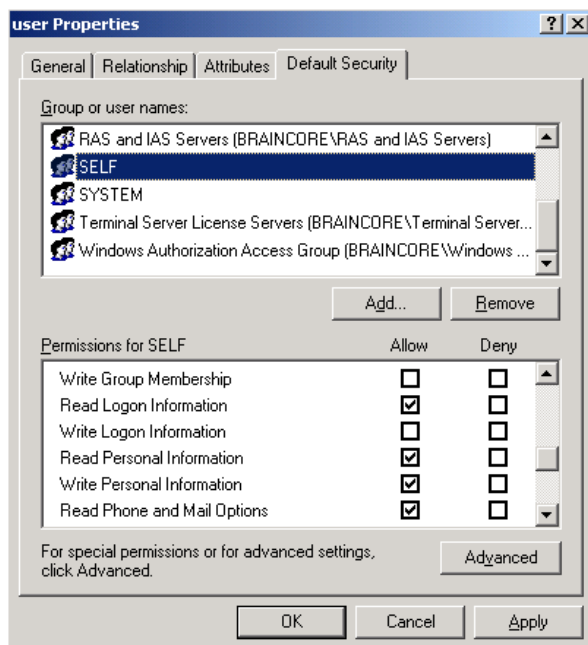 user Properties
General Relationship Attributes Default Security
Group or user names:
RAS and IAS Servers (BRAINCORE\RAS and IAS Servers)
SELF
SYSTEM
Terminal Server License Servers (BRAINCORE\Terminal Server...
Windows Authorization Access Group (BRAINCORE\Windows ...
Add... Remove
Permissions for SELF Allow Deny
Write Group Membership
Read Logon Information
Write Logon Information
Read Personal Information
Write Personal Information
Read Phone and Mail Options
For special permissions or for advanced settings,
click Advanced.
Advanced
OK Cancel Apply